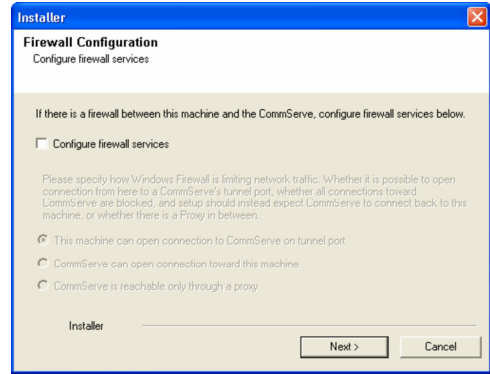 Installer
Firewall Configuration
Configure firewall services
If there is a firewall between this machine and the CommServe, configure firewall services below.
Configure firewall services
Please specify how Windows Firewall is limiting network traffic. Whether it is possible to open
connection from here to a CommServe's tunnel port, whether all connections toward
CommServe are blocked, and setup should instead expect CommServe to connect back to this
machine, or whether there is a Proxy in between.
This machine can open connection to CommServe on tunnel port
CommServe can open connection toward this machine
CommServe is reachable only through a proxy
Installer
Next >
Cancel